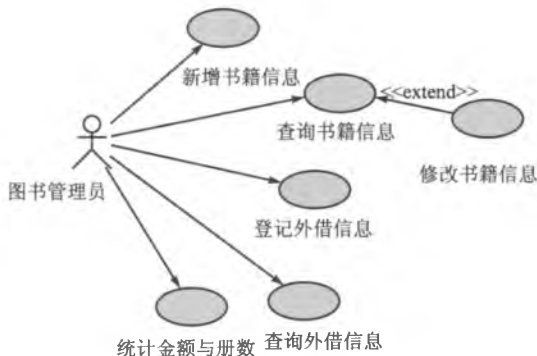 新增书籍信息
<<extend>>
查询书籍信息
修改书籍信息
图书管理员
登记外借信息
统计金额与册数
查询外借信息